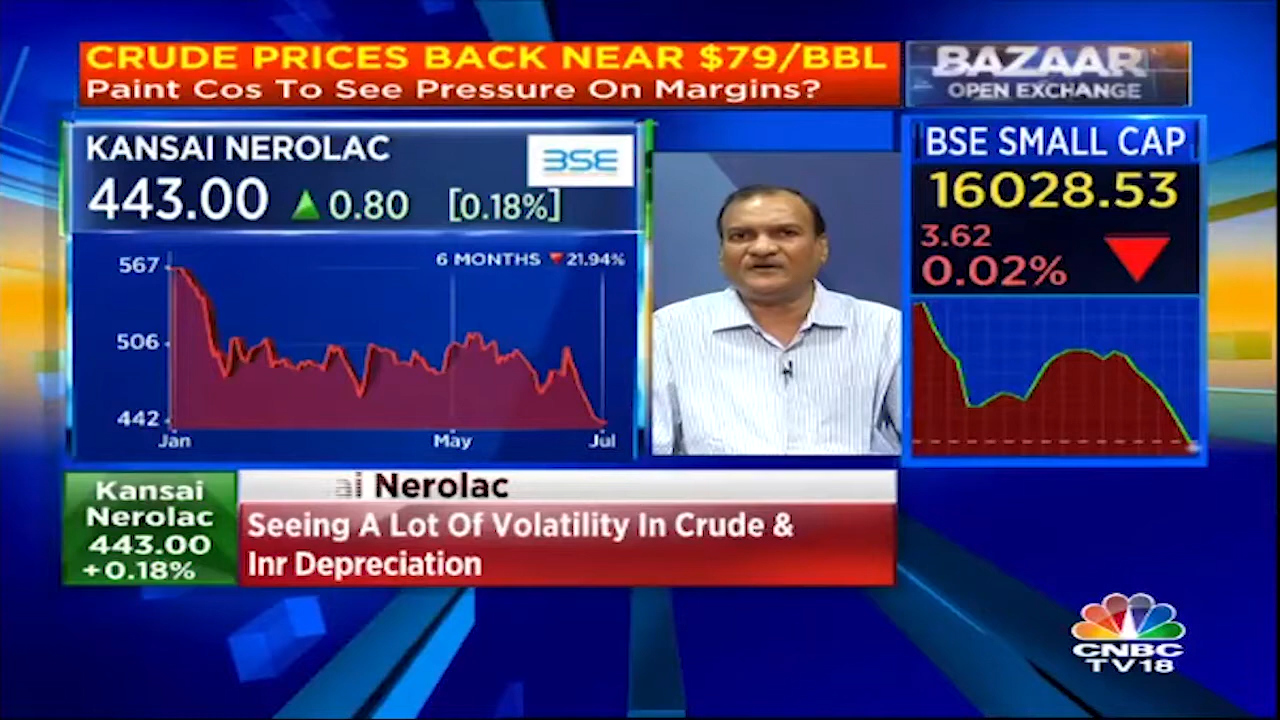 CRUDE PRICES BACK NEAR $79/BBL
Paint Cos To See Pressure On Margins?
BAZAAR
OPEN EXCHANGE
KANSAI NEROLAC
BSE
443.00 ▲ 0.80 [0.18%]
6 MONTHS ▼ 21.94%
567
506
442
Jan May Jul
BSE SMALL CAP
16028.53
3.62
0.02%
Kansai
Nerolac
443.00
+0.18%
ai Nerolac
Seeing A Lot Of Volatility In Crude &
Inr Depreciation
CNBC
TV18